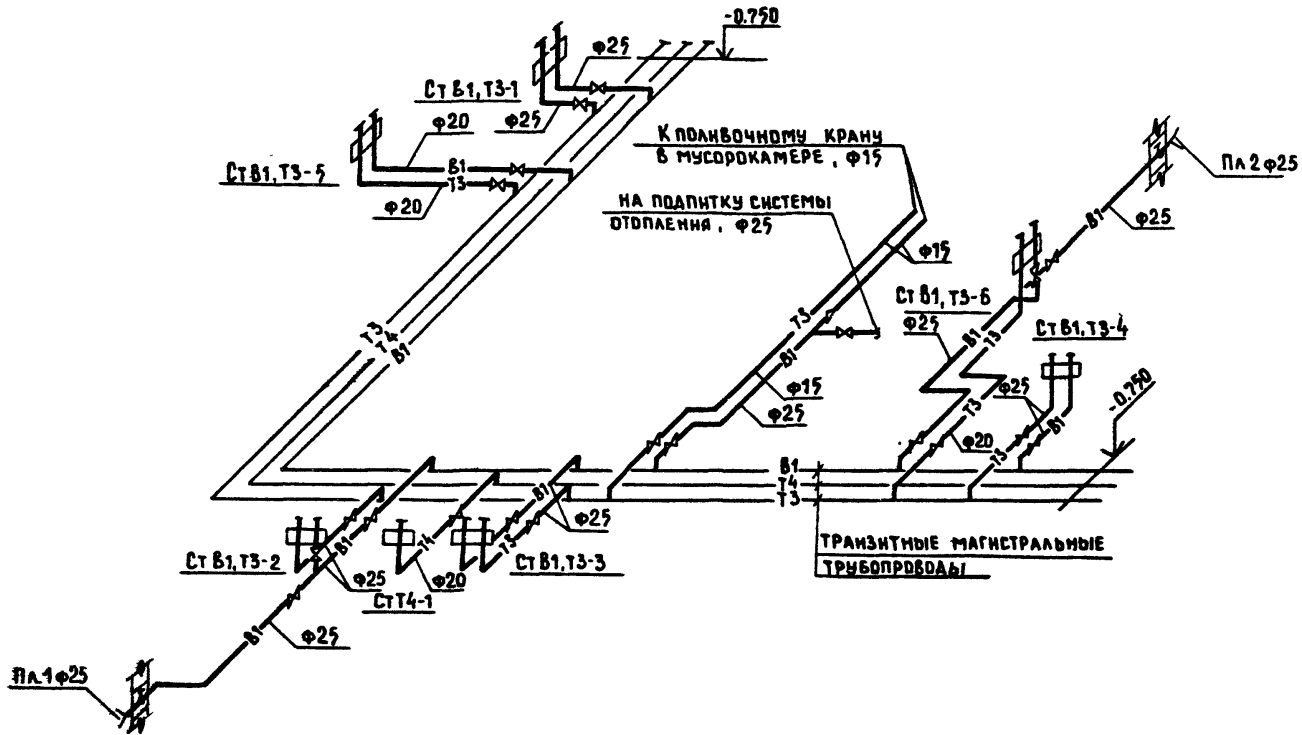 -0.750
ф25
Ст В1, Т3-1
ф25
ф20
К ПОЛИВОЧНОМУ КРАНУ
В МУСОРОКАМЕРЕ, ф15
Пл 2 ф25
Ст В1, Т3-5
В1
Т3
ф20
НА ПОДПИТКУ СИСТЕМЫ
ОТОПЛЕНИЯ, ф25
В1
ф25
ф15
Ст В1, Т3-6
ф25
Т3
Т4
В1
Т3
В1
В1
Т3
Ст В1, Т3-4
ф15
ф25
ф25
-0.750
Т3
В1
ф20
Т3
В1
Т4
Т3
В1
ф25
Т3
В1
Т4
ТРАНЗИТНЫЕ МАГИСТРАЛЬНЫЕ
ТРУБОПРОВОДЫ
Ст В1, Т3-2
ф25
ф20
Ст В1, Т3-3
Ст Т4-1
В1
ф25
Пл.1 ф25